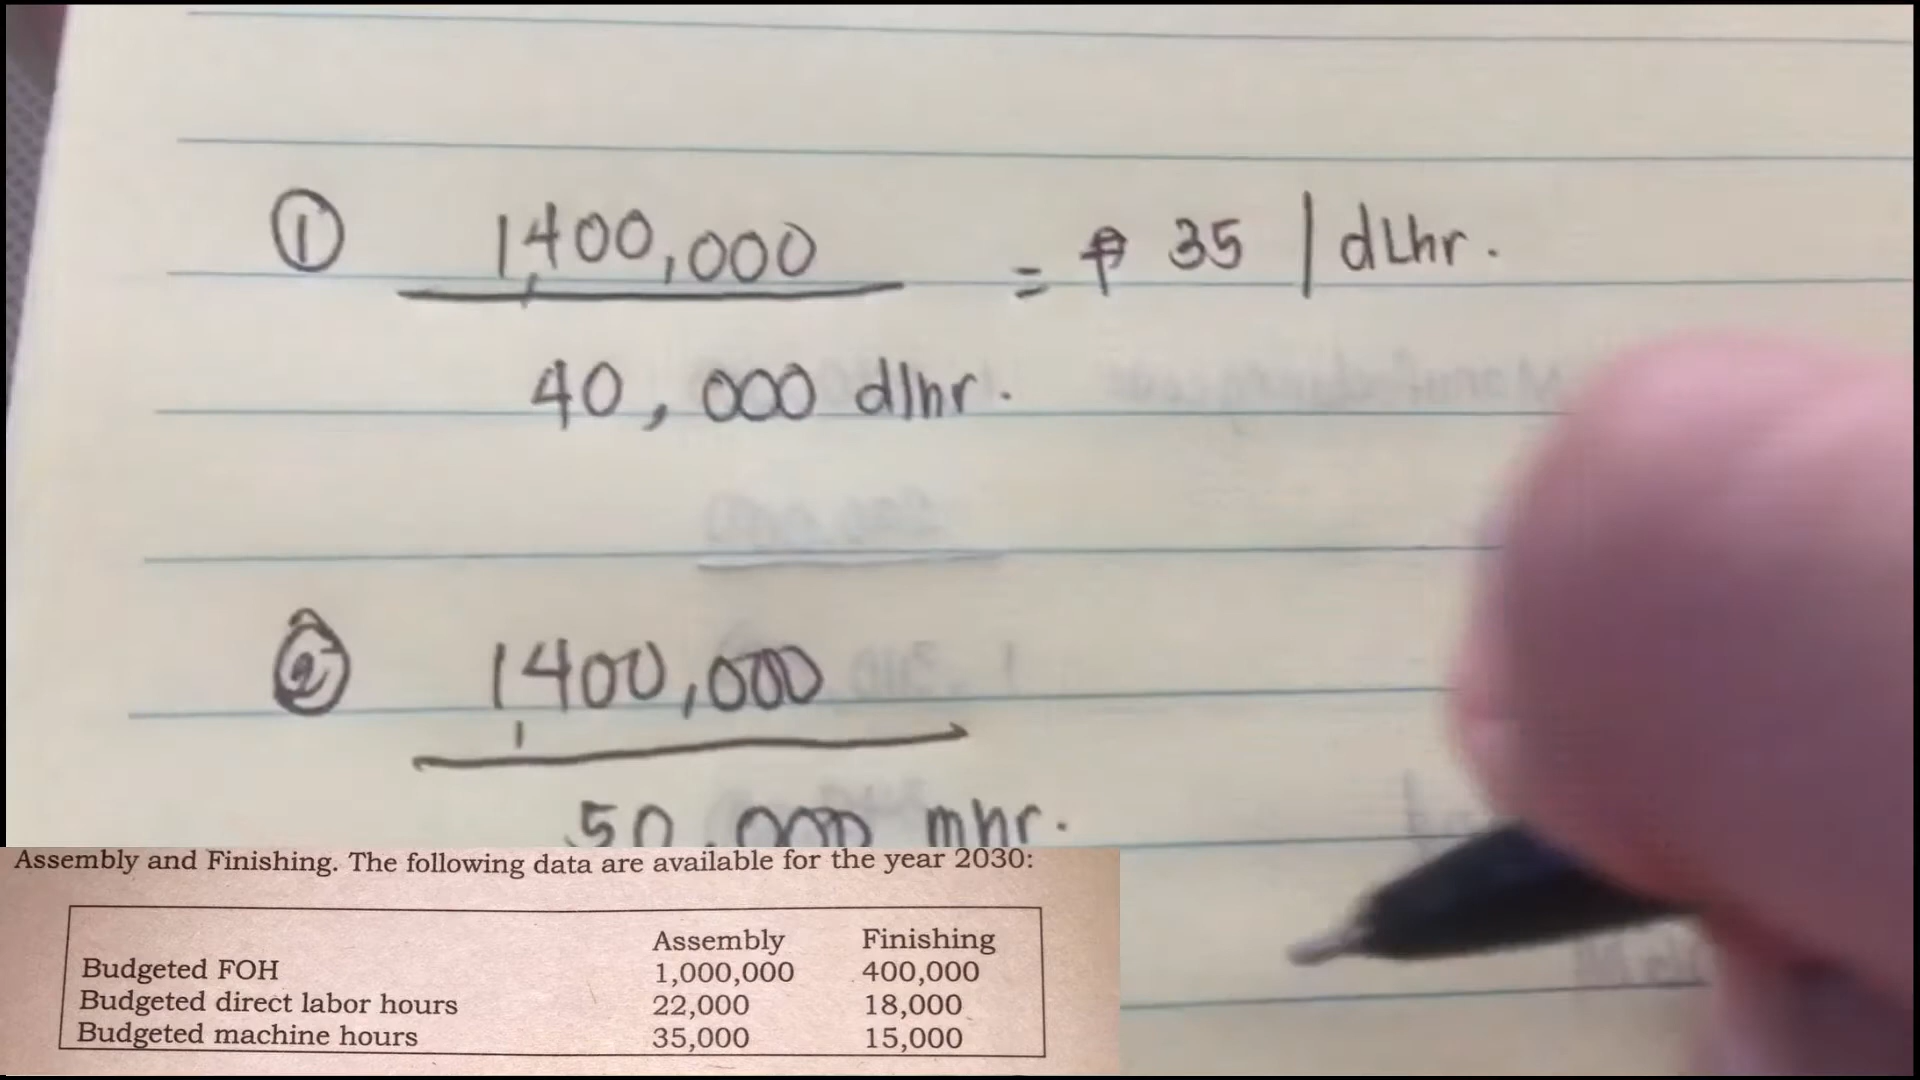 ① 1,400,000 = ₱ 35 / dLhr.
40,000 dlhr.
② 1,400,000
50,000 mhr.
Assembly and Finishing. The following data are available for the year 2030:
Assembly Finishing
Budgeted FOH 1,000,000 400,000
Budgeted direct labor hours 22,000 18,000
Budgeted machine hours 35,000 15,000